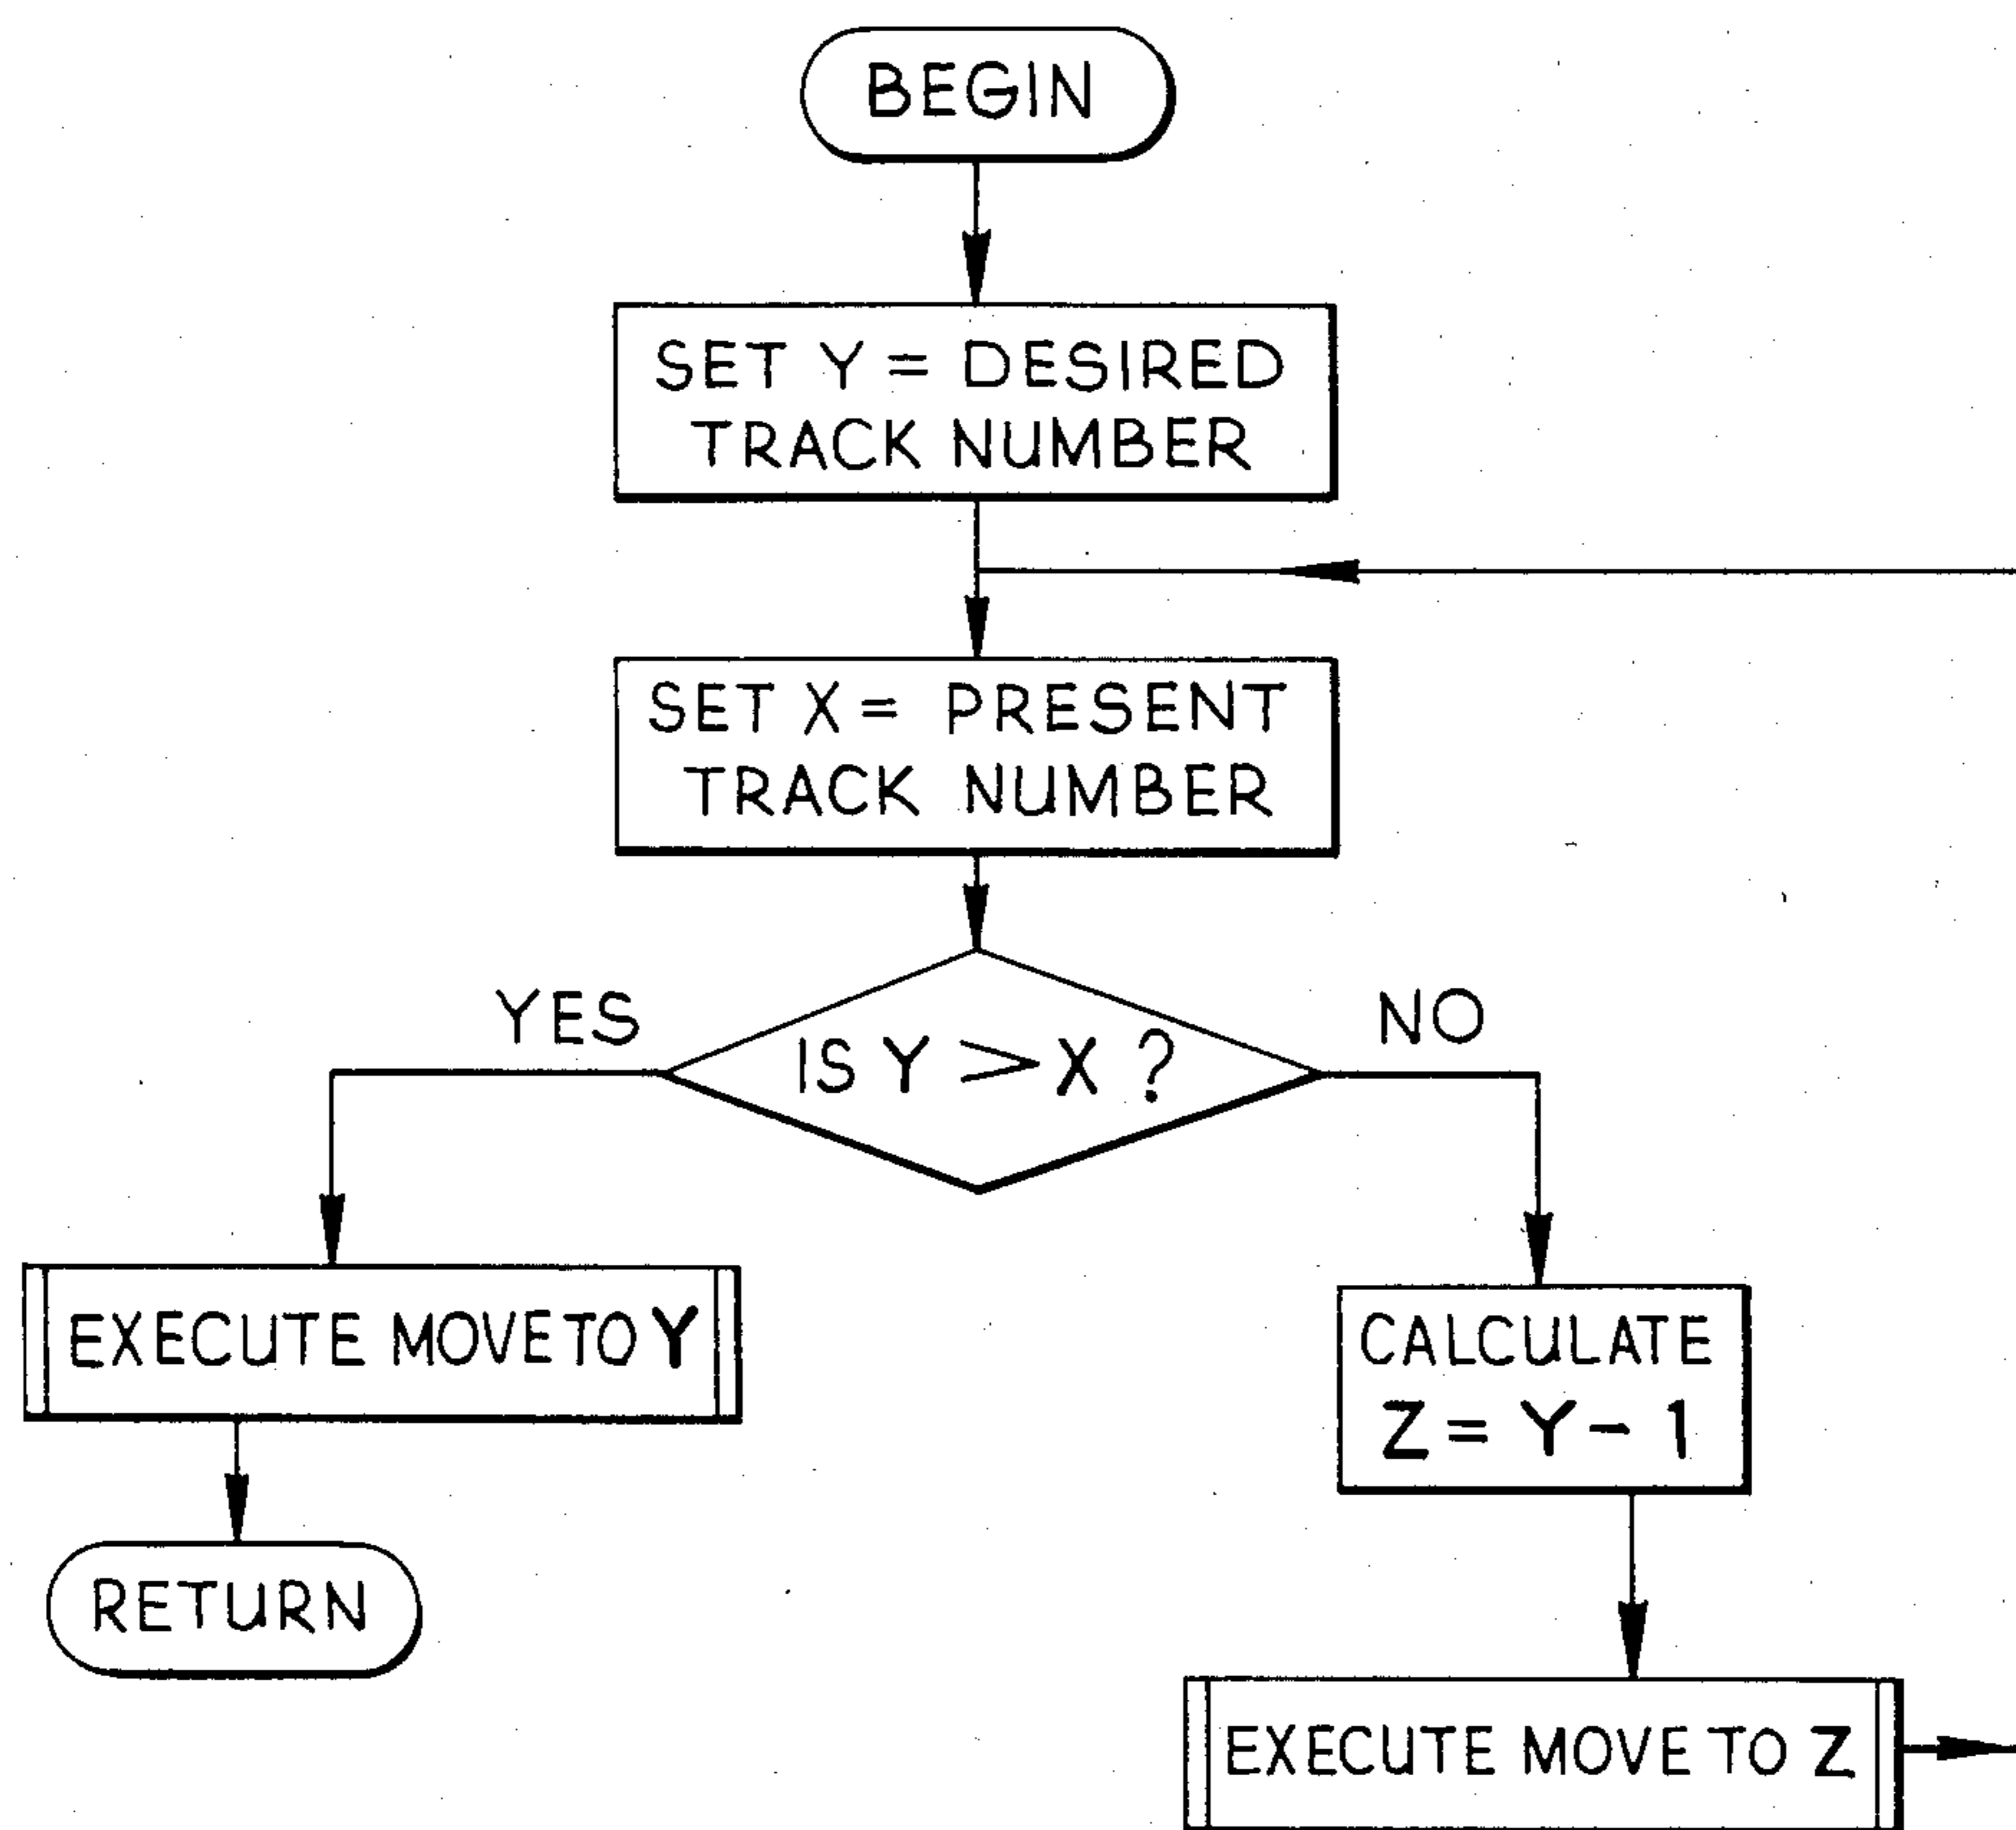 BEGIN
SET Y = DESIRED
TRACK NUMBER
SET X = PRESENT
TRACK NUMBER
YES
IS Y > X ?
NO
EXECUTE MOVE TO Y
CALCULATE
Z = Y - 1
RETURN
EXECUTE MOVE TO Z